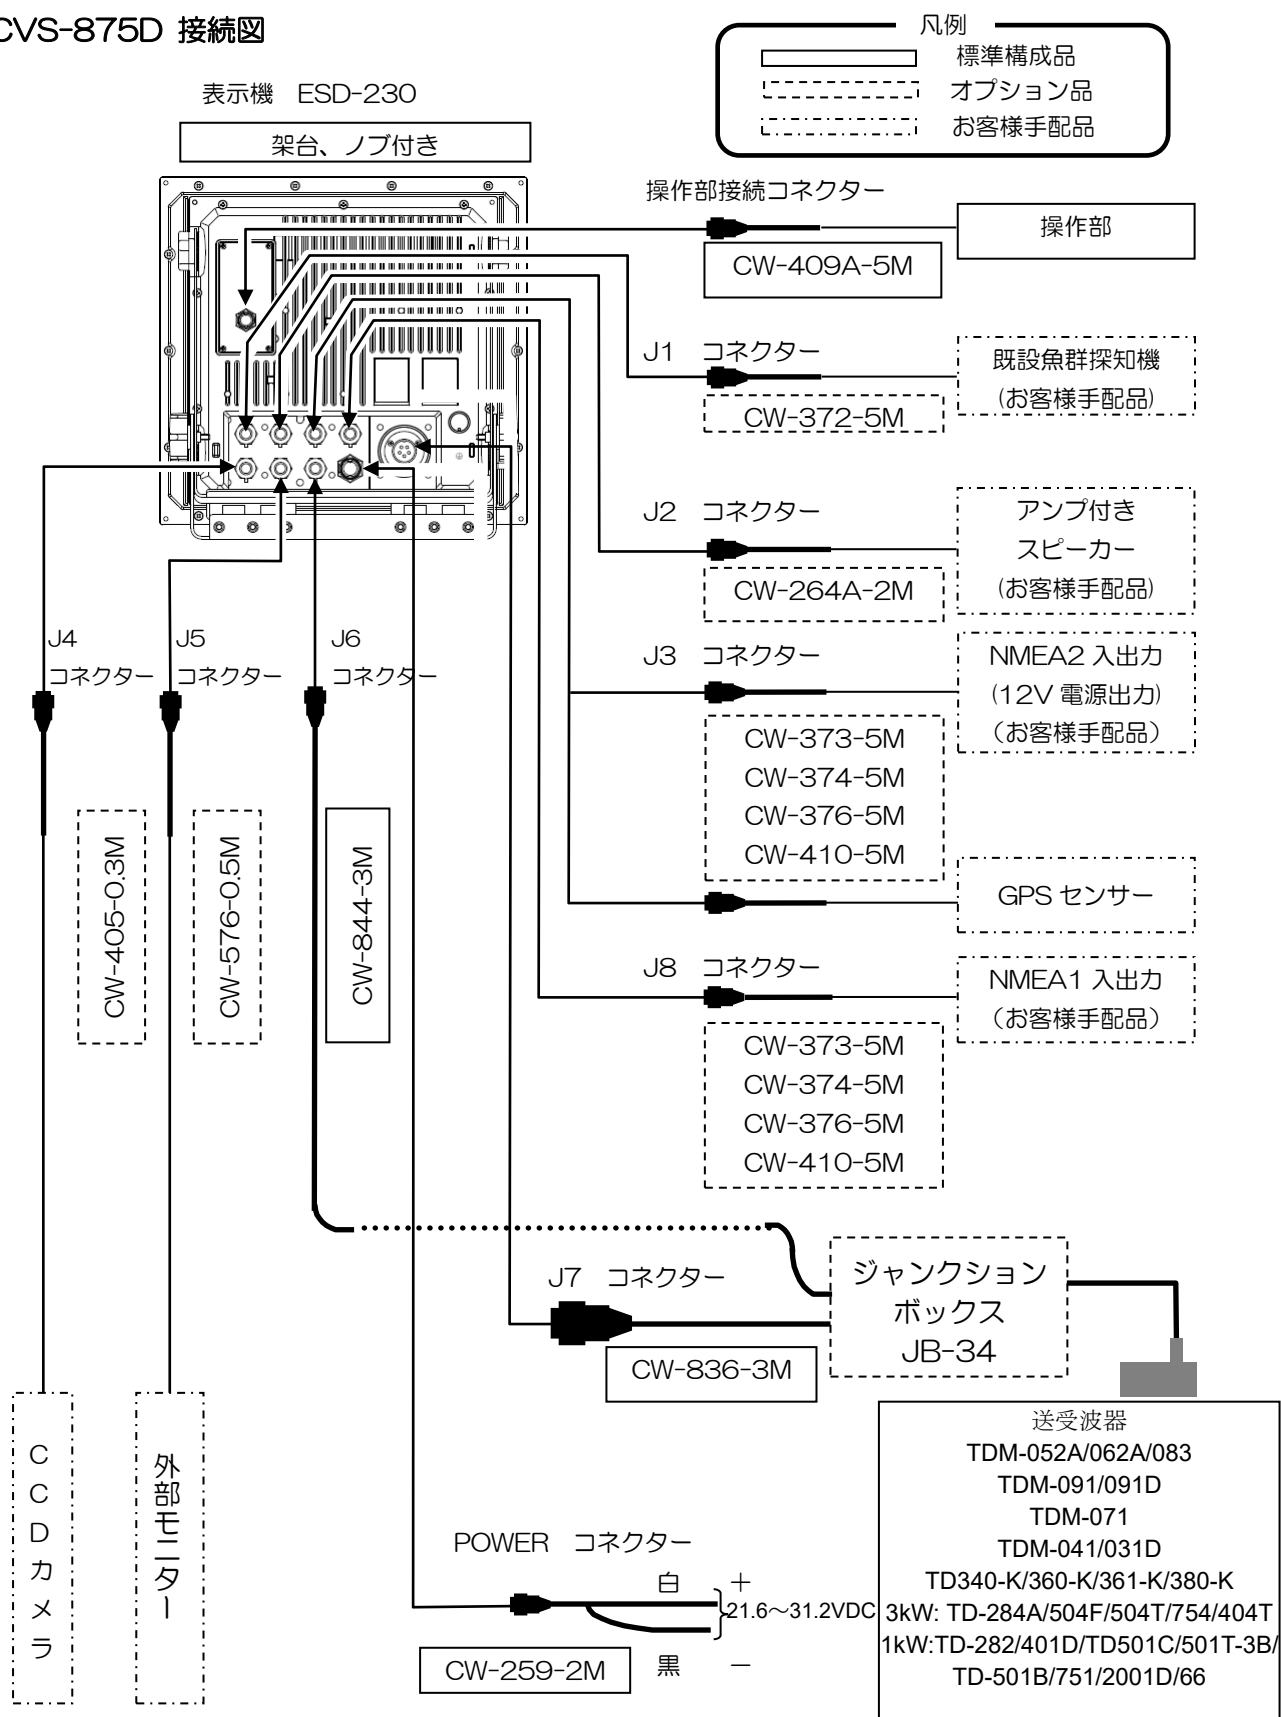 CVS-875D 接続図
凡例
標準構成品
オプション品
お客様手配品
表示機 ESD-230
架台、ノブ付き
操作部接続コネクター
操作部
CW-409A-5M
J1 コネクター
既設魚群探知機
(お客様手配品)
CW-372-5M
J2 コネクター
アンプ付き
スピーカー
(お客様手配品)
CW-264A-2M
J3 コネクター
NMEA2 入出力
(12V 電源出力)
（お客様手配品）
CW-373-5M
CW-374-5M
CW-376-5M
CW-410-5M
GPS センサー
J8 コネクター
NMEA1 入出力
（お客様手配品）
CW-373-5M
CW-374-5M
CW-376-5M
CW-410-5M
J4
コネクター
J5
コネクター
J6
コネクター
CW-405-0.3M
CW-576-0.5M
CW-844-3M
J7 コネクター
CW-836-3M
ジャンクション
ボックス
JB-34
CCDカメラ
外部モニター
POWER コネクター
白 ＋
21.6～31.2VDC
黒 －
CW-259-2M
送受波器
TDM-052A/062A/083
TDM-091/091D
TDM-071
TDM-041/031D
TD340-K/360-K/361-K/380-K
3kW: TD-284A/504F/504T/754/404T
1kW:TD-282/401D/TD501C/501T-3B/
TD-501B/751/2001D/66